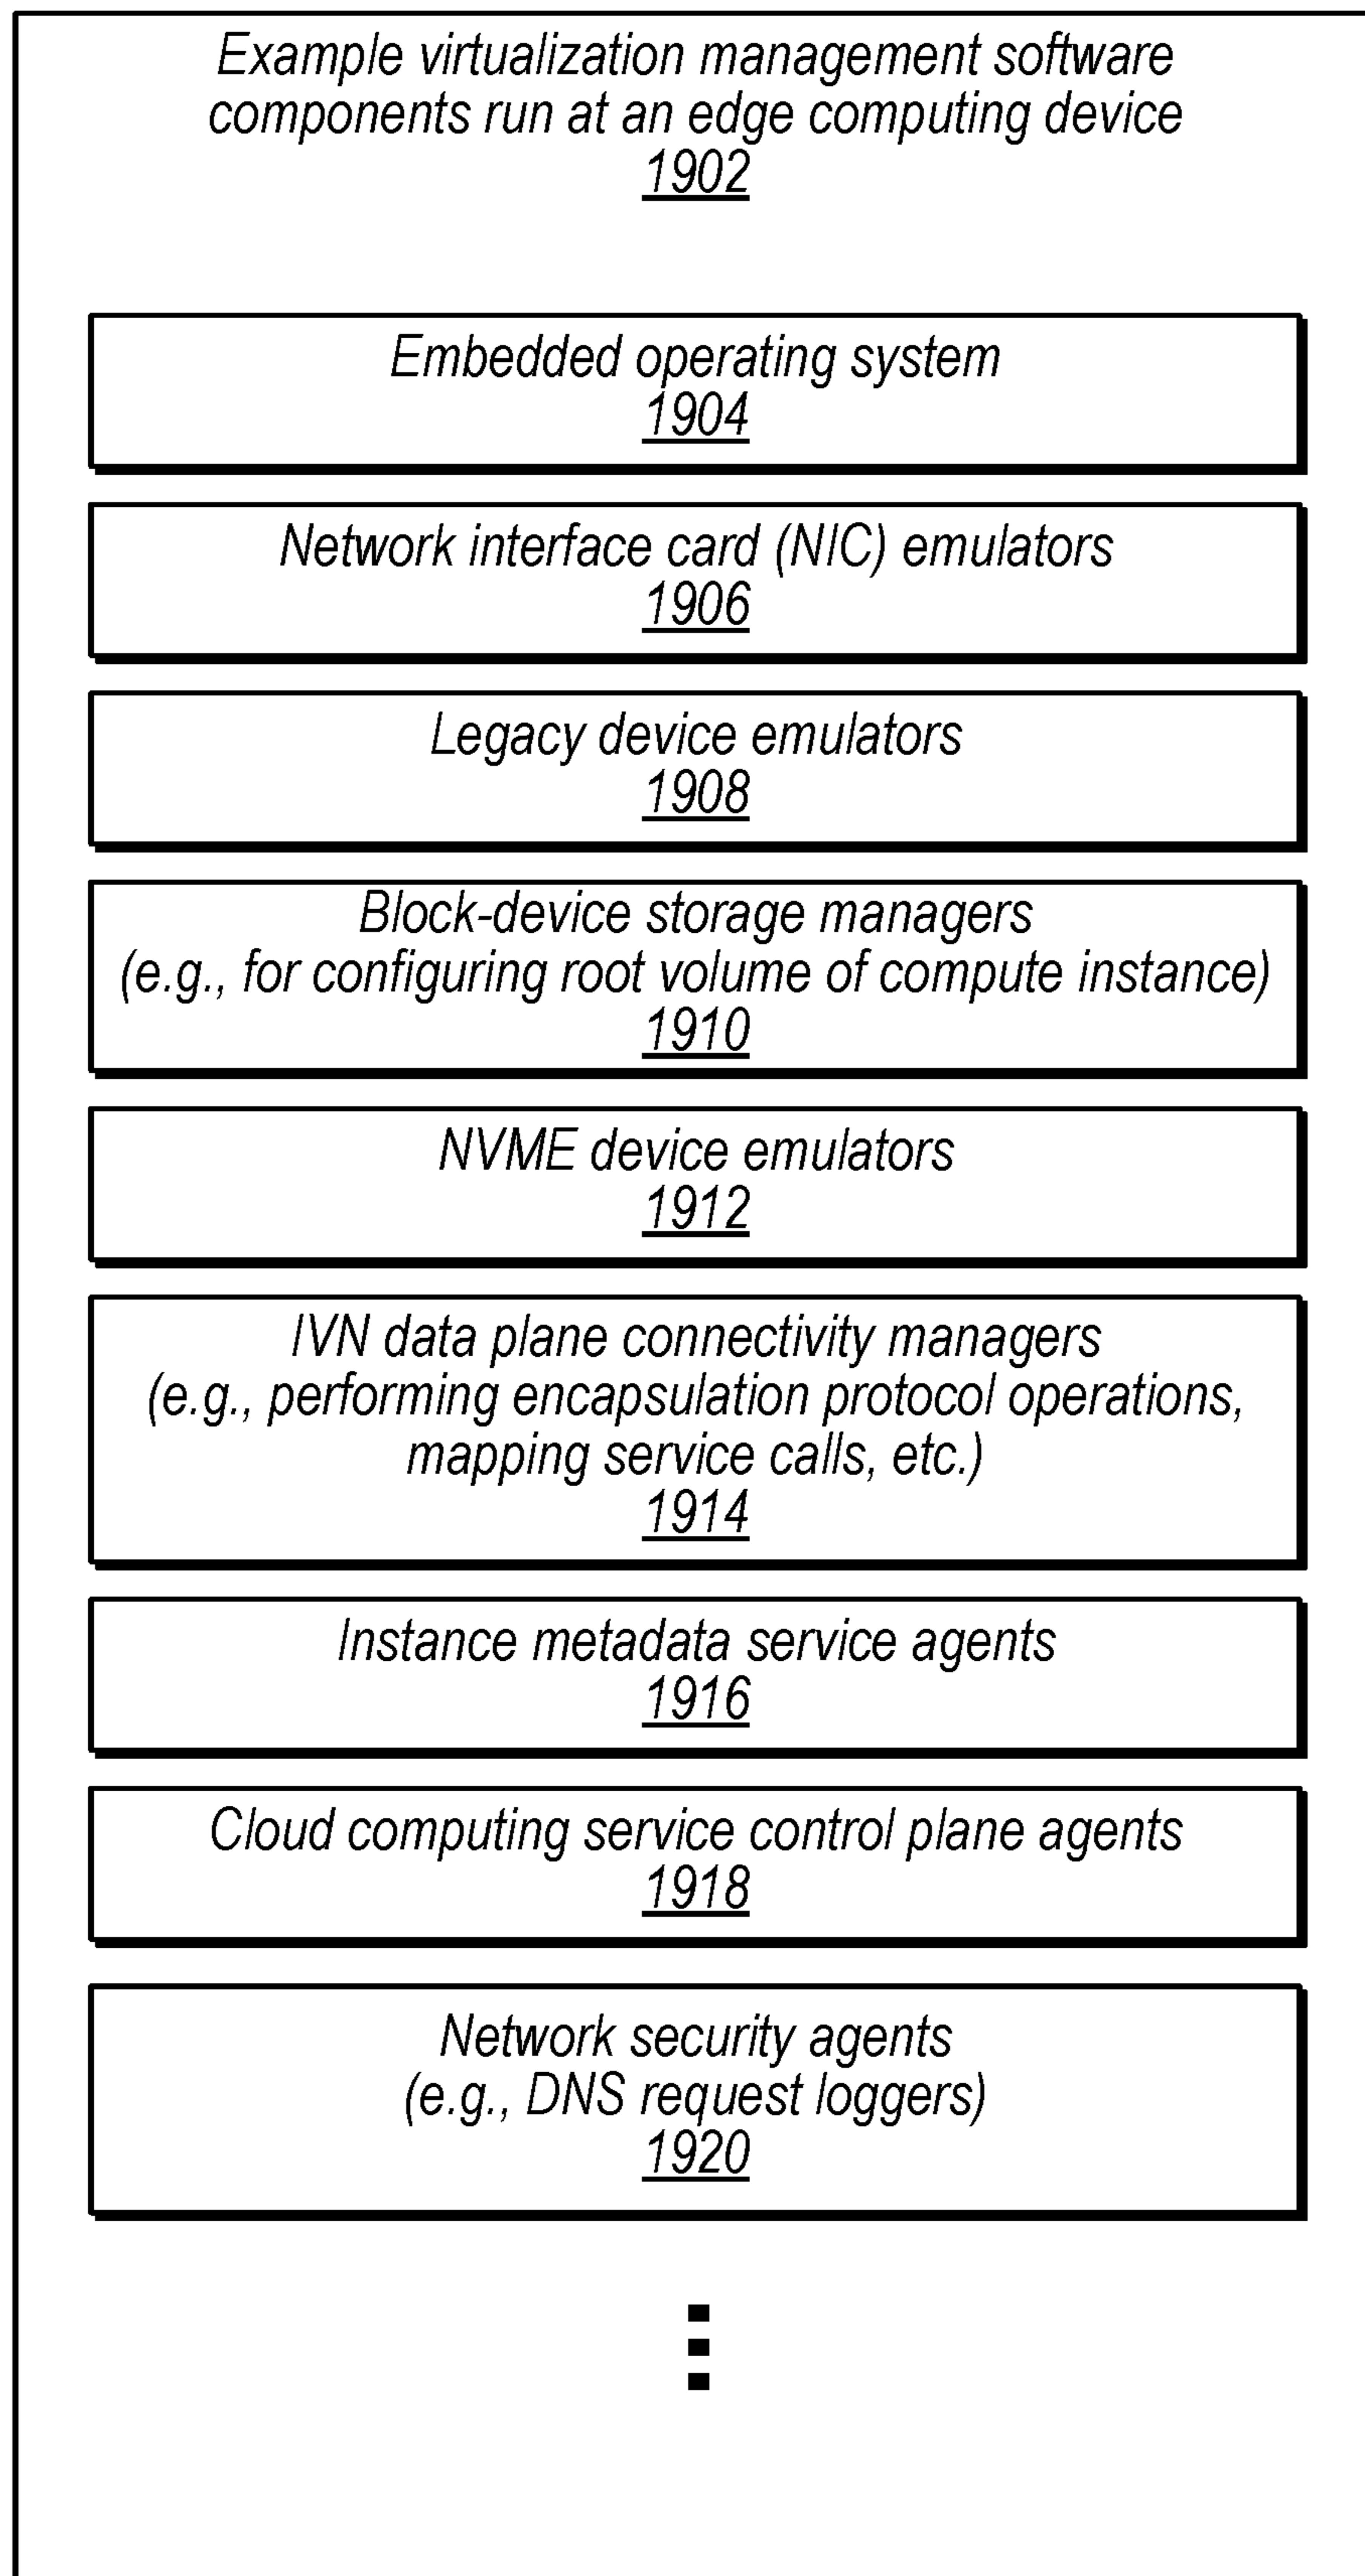 Example virtualization management software
components run at an edge computing device
1902
Embedded operating system
1904
Network interface card (NIC) emulators
1906
Legacy device emulators
1908
Block-device storage managers
(e.g., for configuring root volume of compute instance)
1910
NVME device emulators
1912
IVN data plane connectivity managers
(e.g., performing encapsulation protocol operations,
mapping service calls, etc.)
1914
Instance metadata service agents
1916
Cloud computing service control plane agents
1918
Network security agents
(e.g., DNS request loggers)
1920